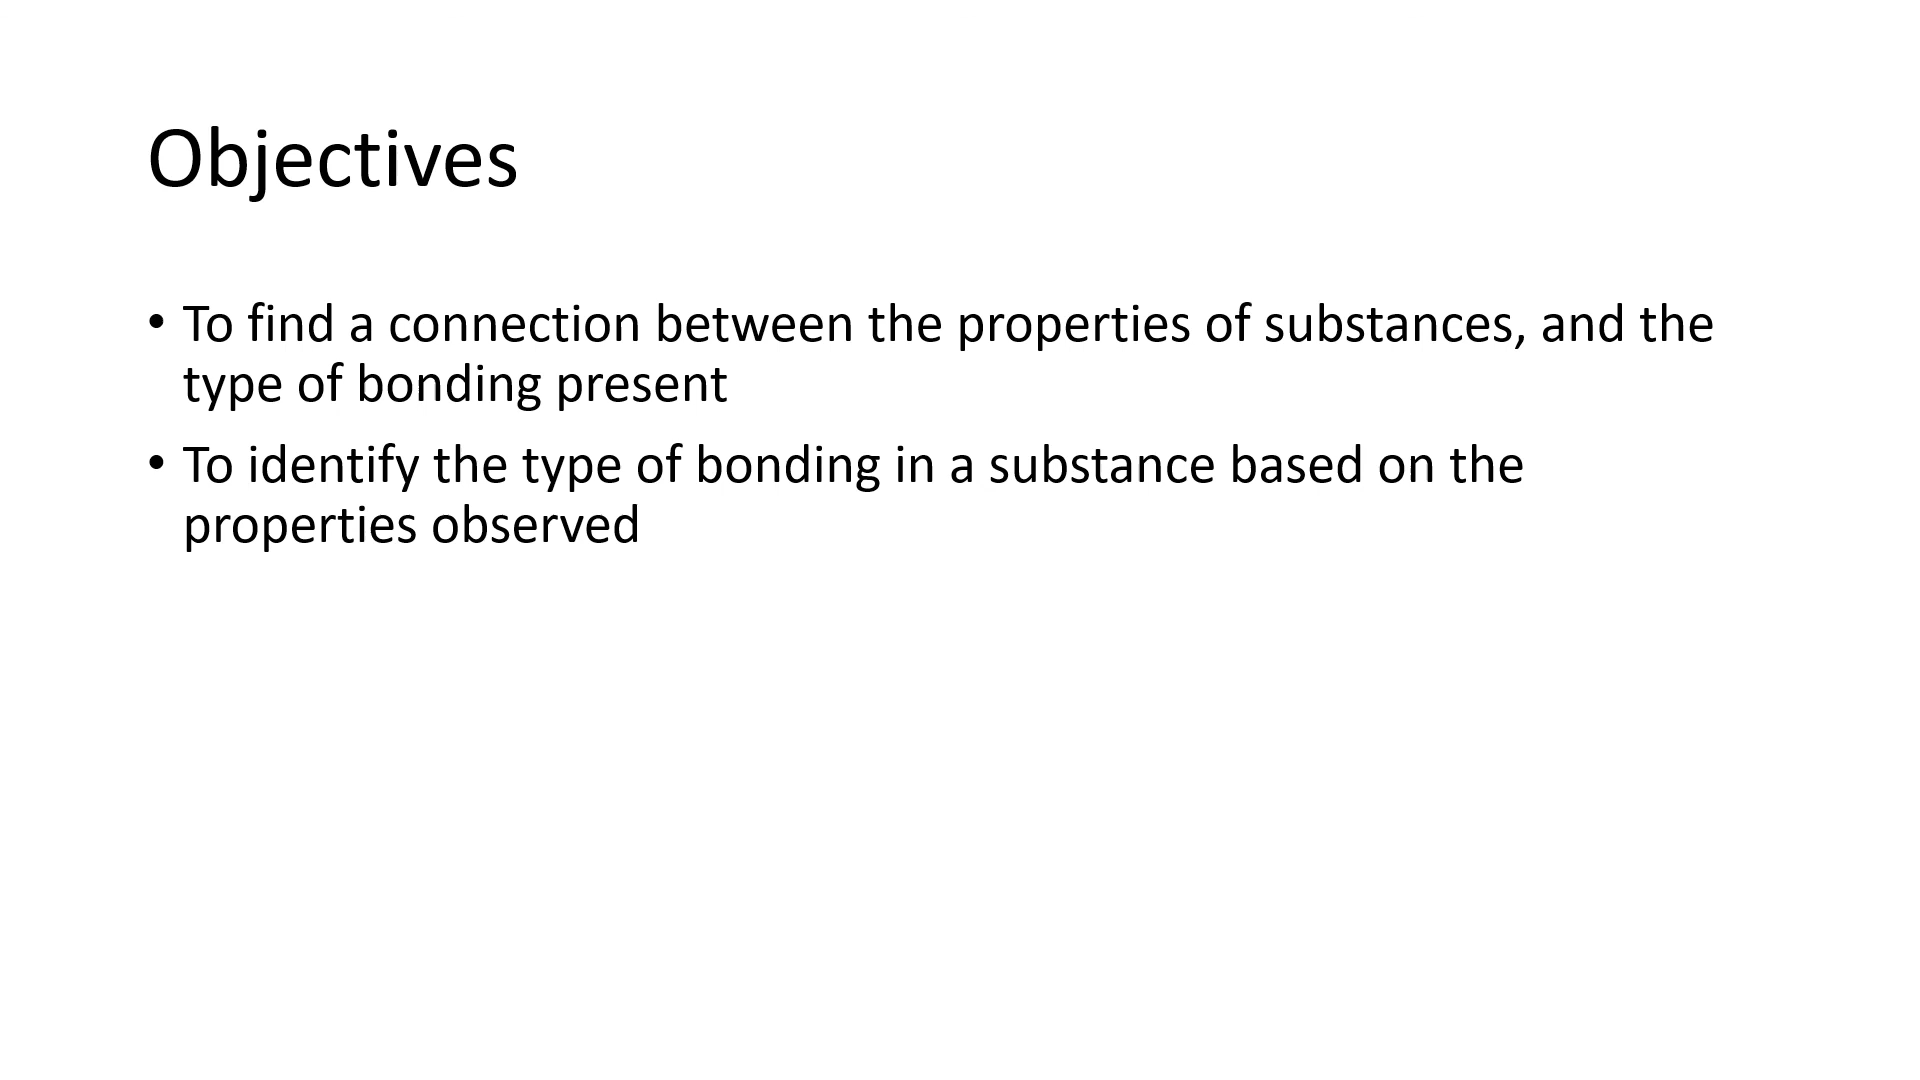 Objectives
• To find a connection between the properties of substances, and the
type of bonding present
• To identify the type of bonding in a substance based on the
properties observed